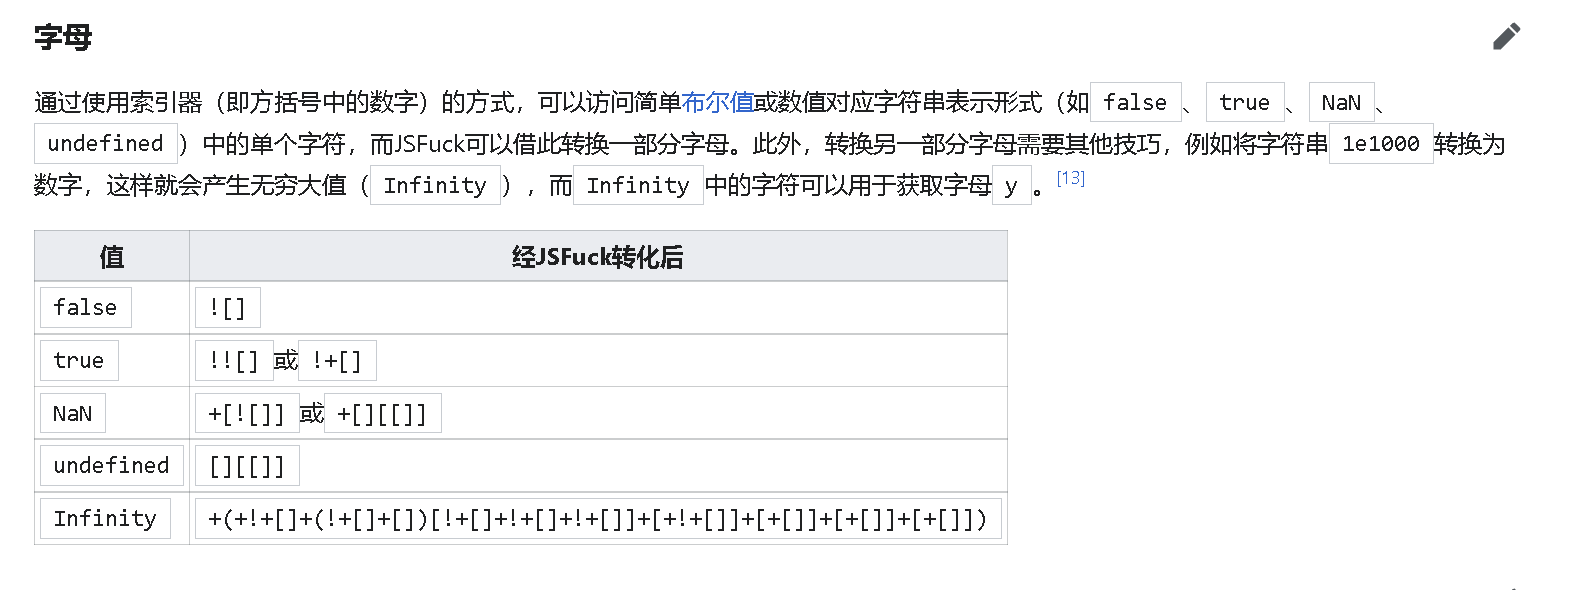 字母
通过使用索引器（即方括号中的数字）的方式，可以访问简单布尔值或数值对应字符串表示形式（如 false 、 true 、 NaN 、
undefined ）中的单个字符，而JSFuck可以借此转换一部分字母。此外，转换另一部分字母需要其他技巧，例如将字符串 1e1000 转换为
数字，这样就会产生无穷大值（ Infinity ），而 Infinity 中的字符可以用于获取字母 y 。[13]
值 经JSFuck转化后
false ![]
true !![] 或 !+[]
NaN +[![]] 或 +[][[]]
undefined [][[]]
Infinity +(+!+[]+(!+[]+[])[!+[]+!+[]+!+[]]+[+!+[]]+[+[]]+[+[]]+[+[]])